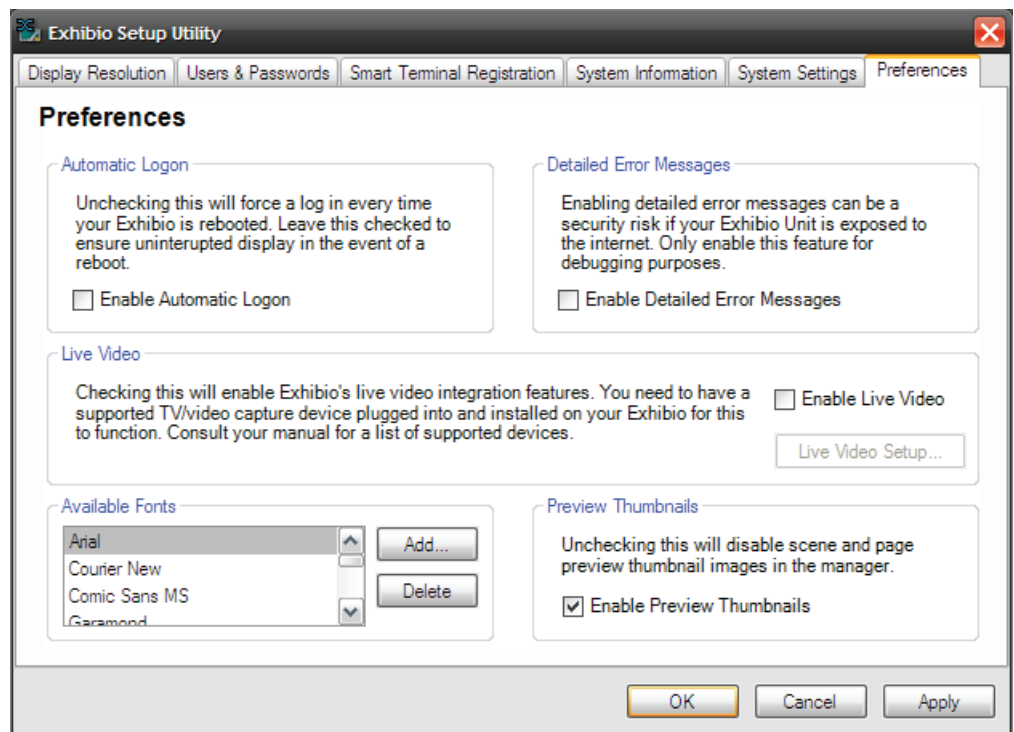 Exhibio Setup Utility
Display Resolution Users & Passwords Smart Terminal Registration System Information System Settings Preferences
Preferences
Automatic Logon
Unchecking this will force a log in every time
your Exhibio is rebooted. Leave this checked to
ensure uninterupted display in the event of a
reboot.
Enable Automatic Logon
Detailed Error Messages
Enabling detailed error messages can be a
security risk if your Exhibio Unit is exposed to
the internet. Only enable this feature for
debugging purposes.
Enable Detailed Error Messages
Live Video
Checking this will enable Exhibio's live video integration features. You need to have a
supported TV/video capture device plugged into and installed on your Exhibio for this
to function. Consult your manual for a list of supported devices.
Enable Live Video
Live Video Setup...
Available Fonts
Arial
Courier New
Comic Sans MS
Garamond
Add...
Delete
Preview Thumbnails
Unchecking this will disable scene and page
preview thumbnail images in the manager.
Enable Preview Thumbnails
OK Cancel Apply